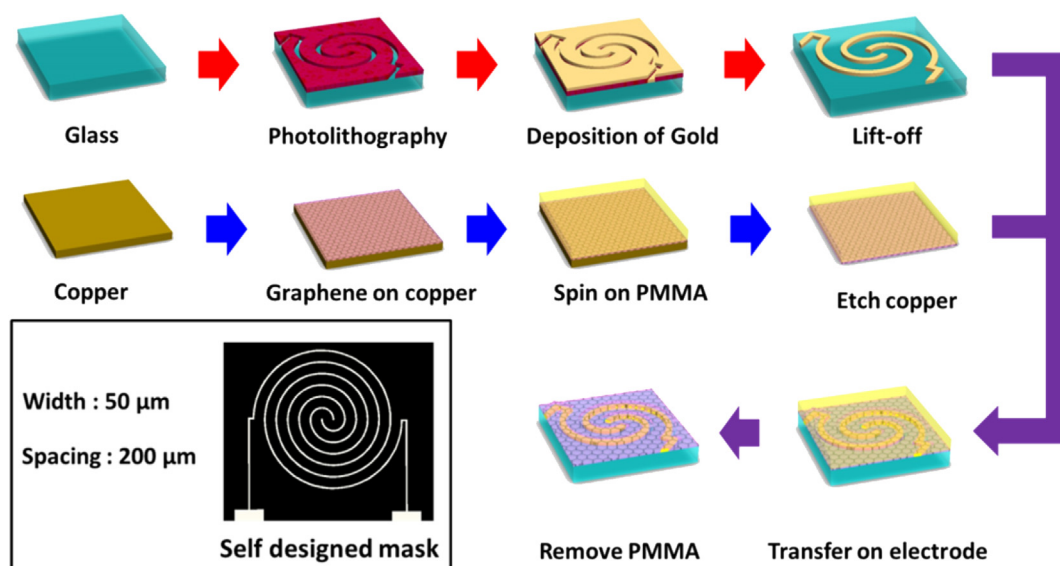 Glass
Photolithography
Deposition of Gold
Lift-off
Copper
Graphene on copper
Spin on PMMA
Etch copper
Width : 50 μm
Spacing : 200 μm
Self designed mask
Remove PMMA
Transfer on electrode